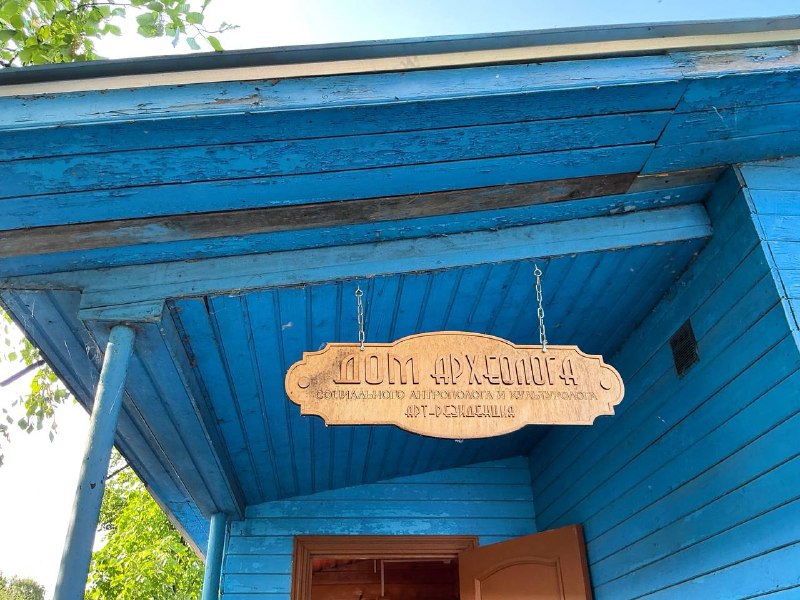 ДОМ АРХЕОЛОГА
СОЦИАЛЬНОГО АНТРОПОЛОГА И КУЛЬТУРОЛОГА
АРТ-РЕЗИДЕНЦИЯ